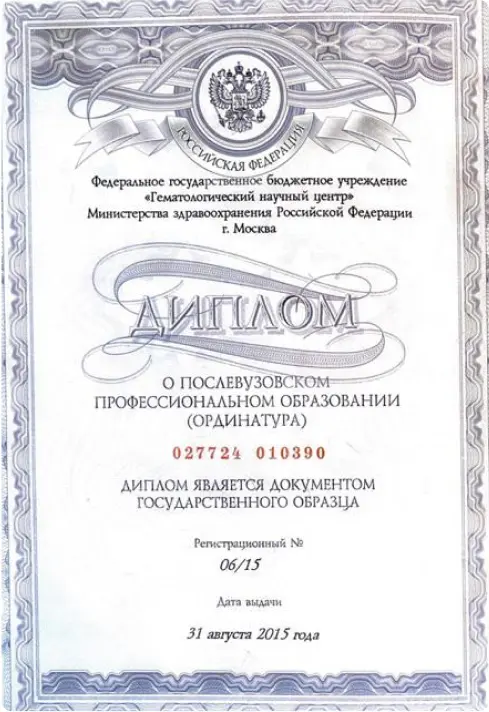 РОССИЙСКАЯ ФЕДЕРАЦИЯ
Федеральное государственное бюджетное учреждение
«Гематологический научный центр»
Министерства здравоохранения Российской Федерации
г. Москва
ДИПЛОМ
О ПОСЛЕВУЗОВСКОМ
ПРОФЕССИОНАЛЬНОМ ОБРАЗОВАНИИ
(ОРДИНАТУРА)
027724 010390
ДИПЛОМ ЯВЛЯЕТСЯ ДОКУМЕНТОМ
ГОСУДАРСТВЕННОГО ОБРАЗЦА
Регистрационный №
06/15
Дата выдачи
31 августа 2015 года